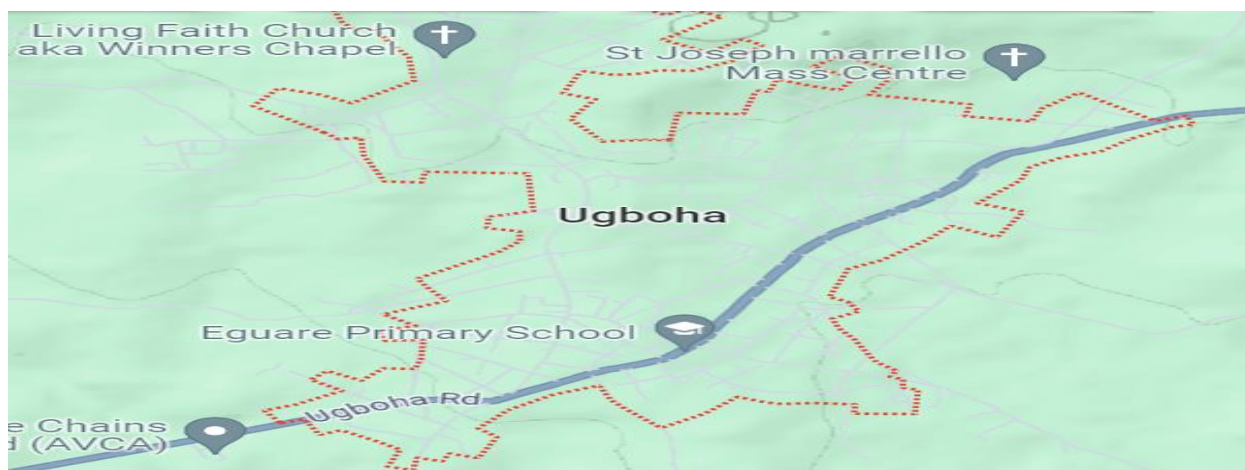 Living Faith Church
aka Winners Chapel
St Joseph marrello
Mass Centre
Ugboha
Eguare Primary School
Ugboha Rd
e Chains
d (AVCA)